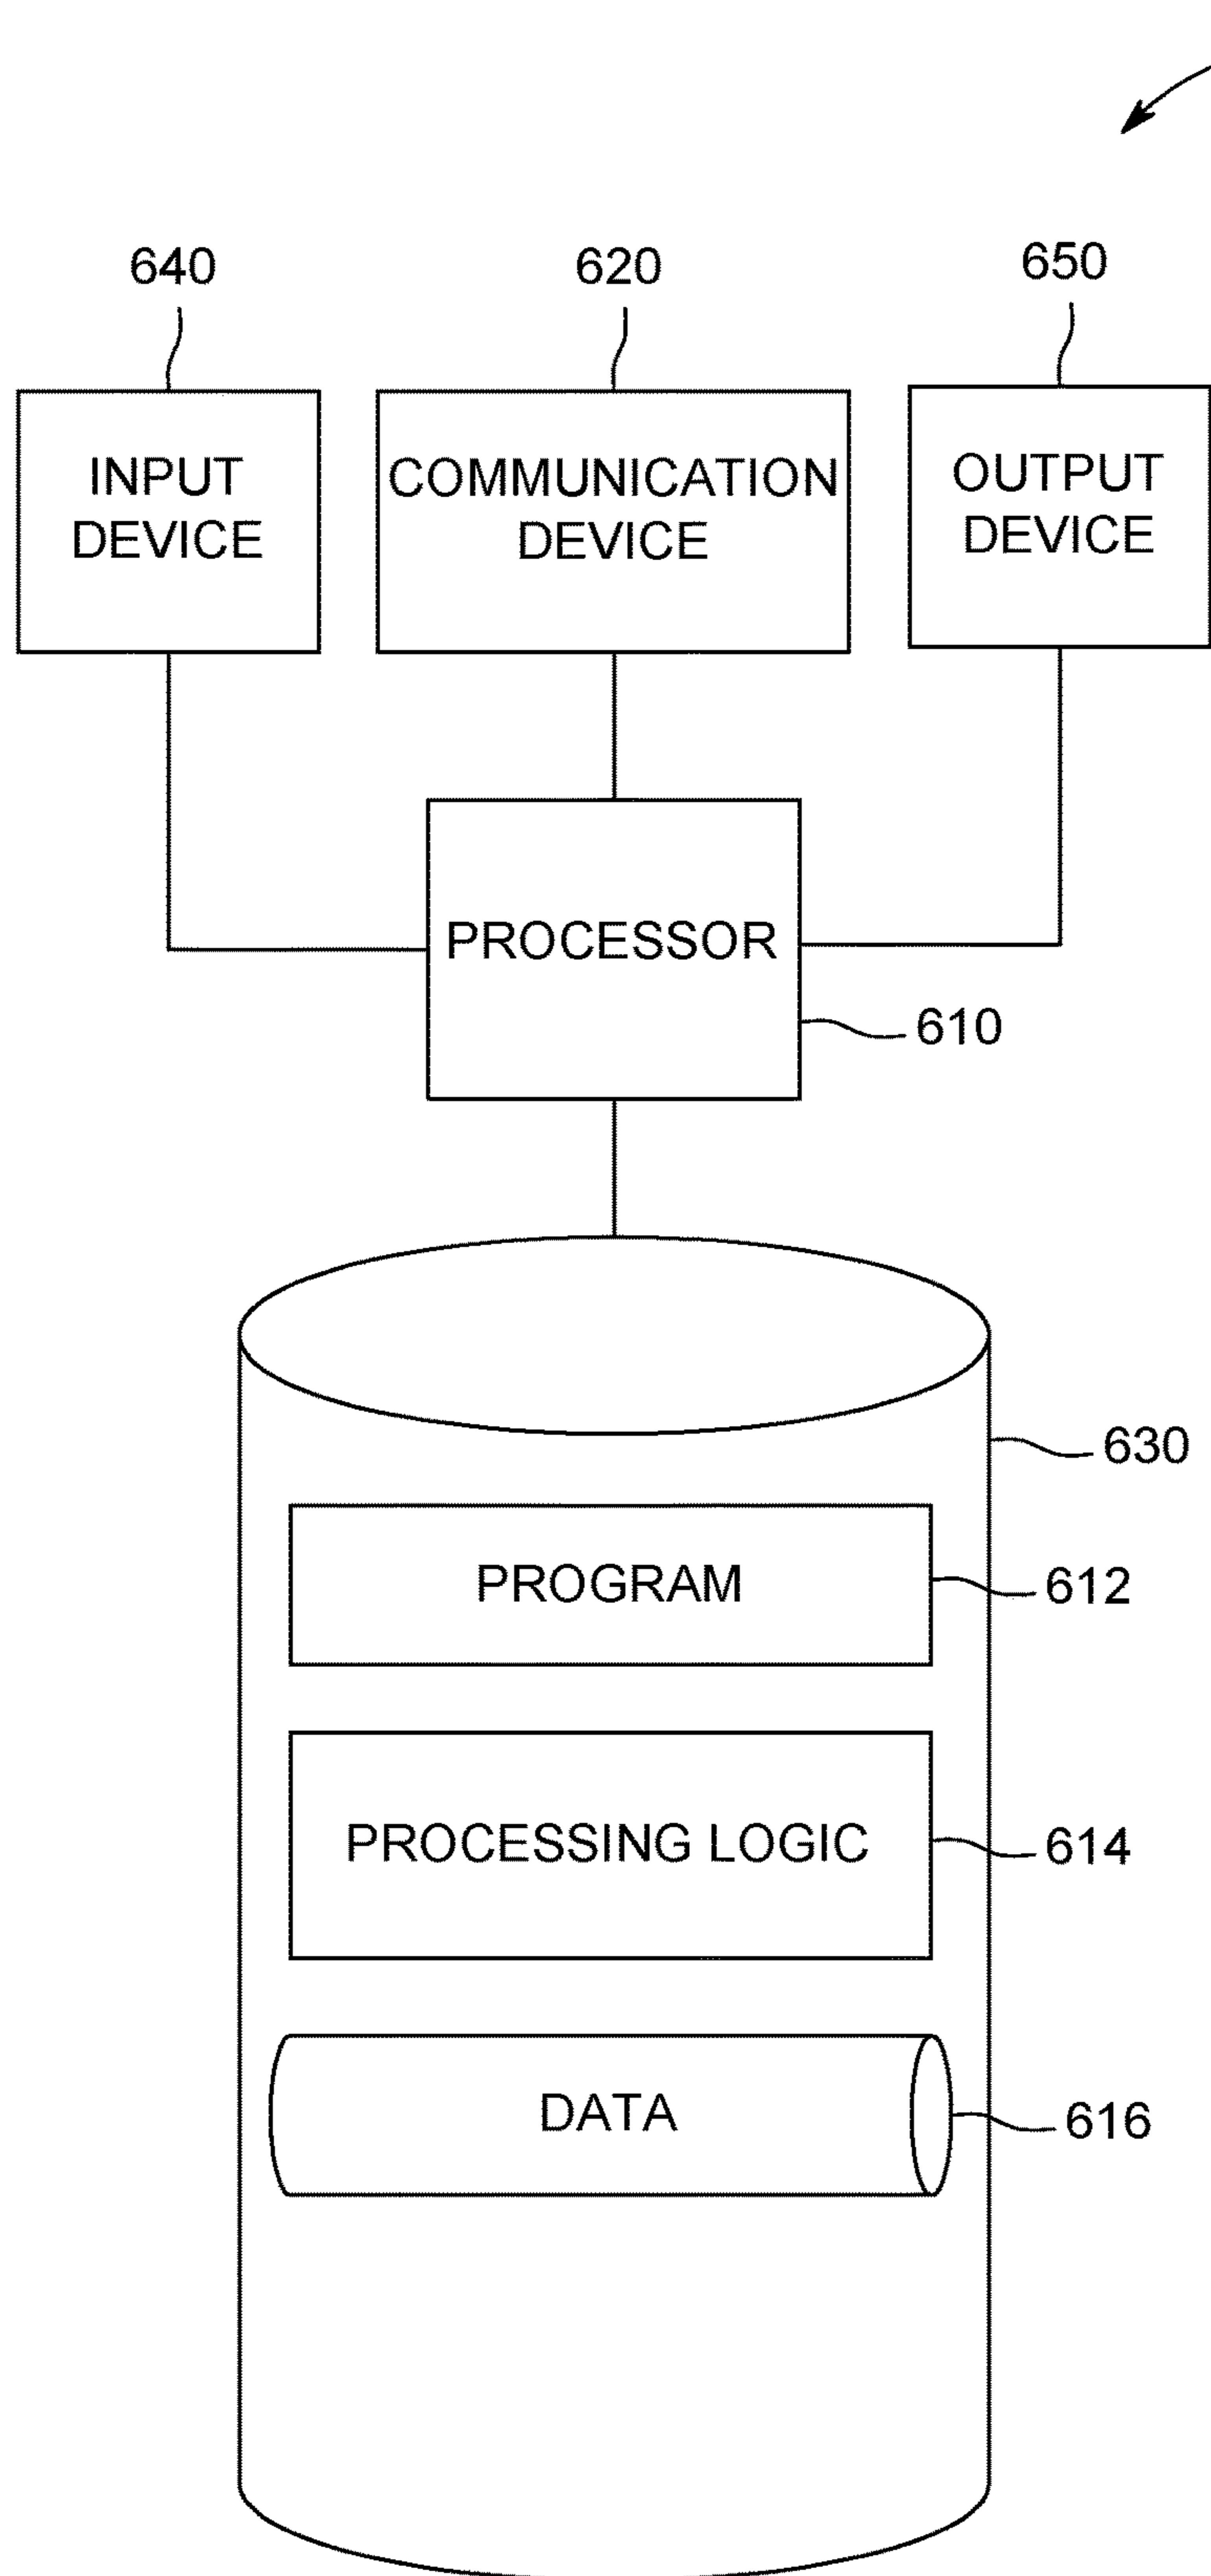 640
620
650
INPUT
DEVICE
COMMUNICATION
DEVICE
OUTPUT
DEVICE
PROCESSOR
610
630
PROGRAM
612
PROCESSING LOGIC
614
DATA
616